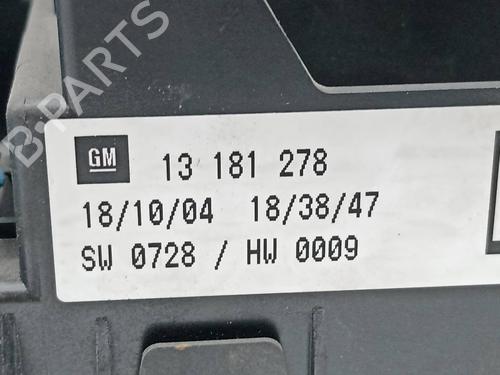 B-PARTS
GM 13 181 278
18/10/04 18/38/47
SW 0728 / HW 0009